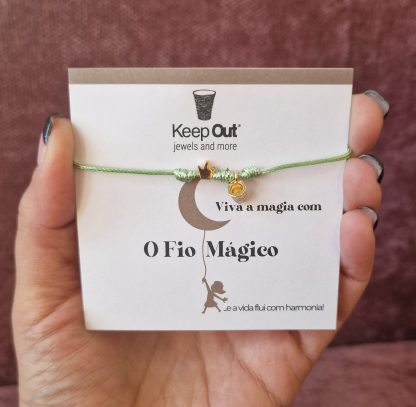 Keep Out®
jewels and more
Viva a magia com
O Fio Mágico
...e a vida flui com harmonia!